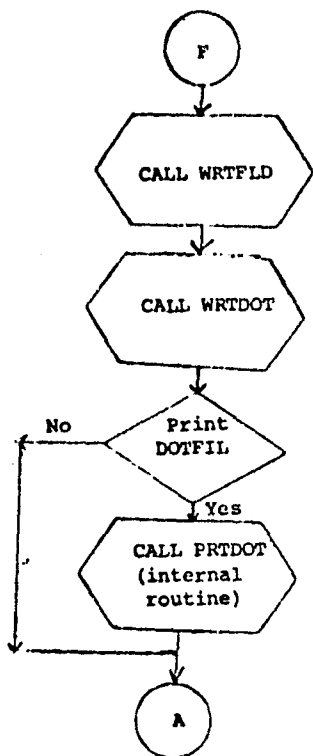 F
CALL WRTFLD
CALL WRTDOT
Print
DOTFIL
No
Yes
CALL PRTDOT
(internal
routine)
A